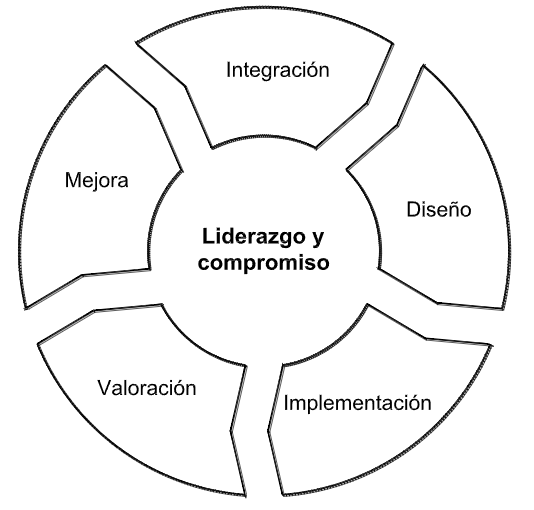 Integración
Mejora
Diseño
Liderazgo y
compromiso
Valoración
Implementación